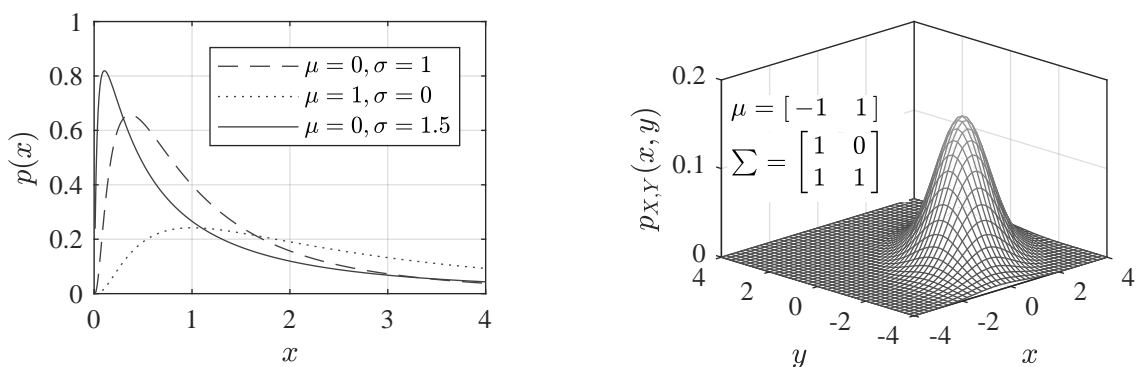 p(x)
1
0.8
0.6
0.4
0.2
0
0 1 2 3 4
x
μ = 0, σ = 1
μ = 1, σ = 0
μ = 0, σ = 1.5
p_{X,Y}(x, y)
0.2
0.1
0
μ = [ −1 1 ]
∑ = [ 1 0
1 1 ]
4 2 0 -2 -4
y
-4 -2 0 2 4
x